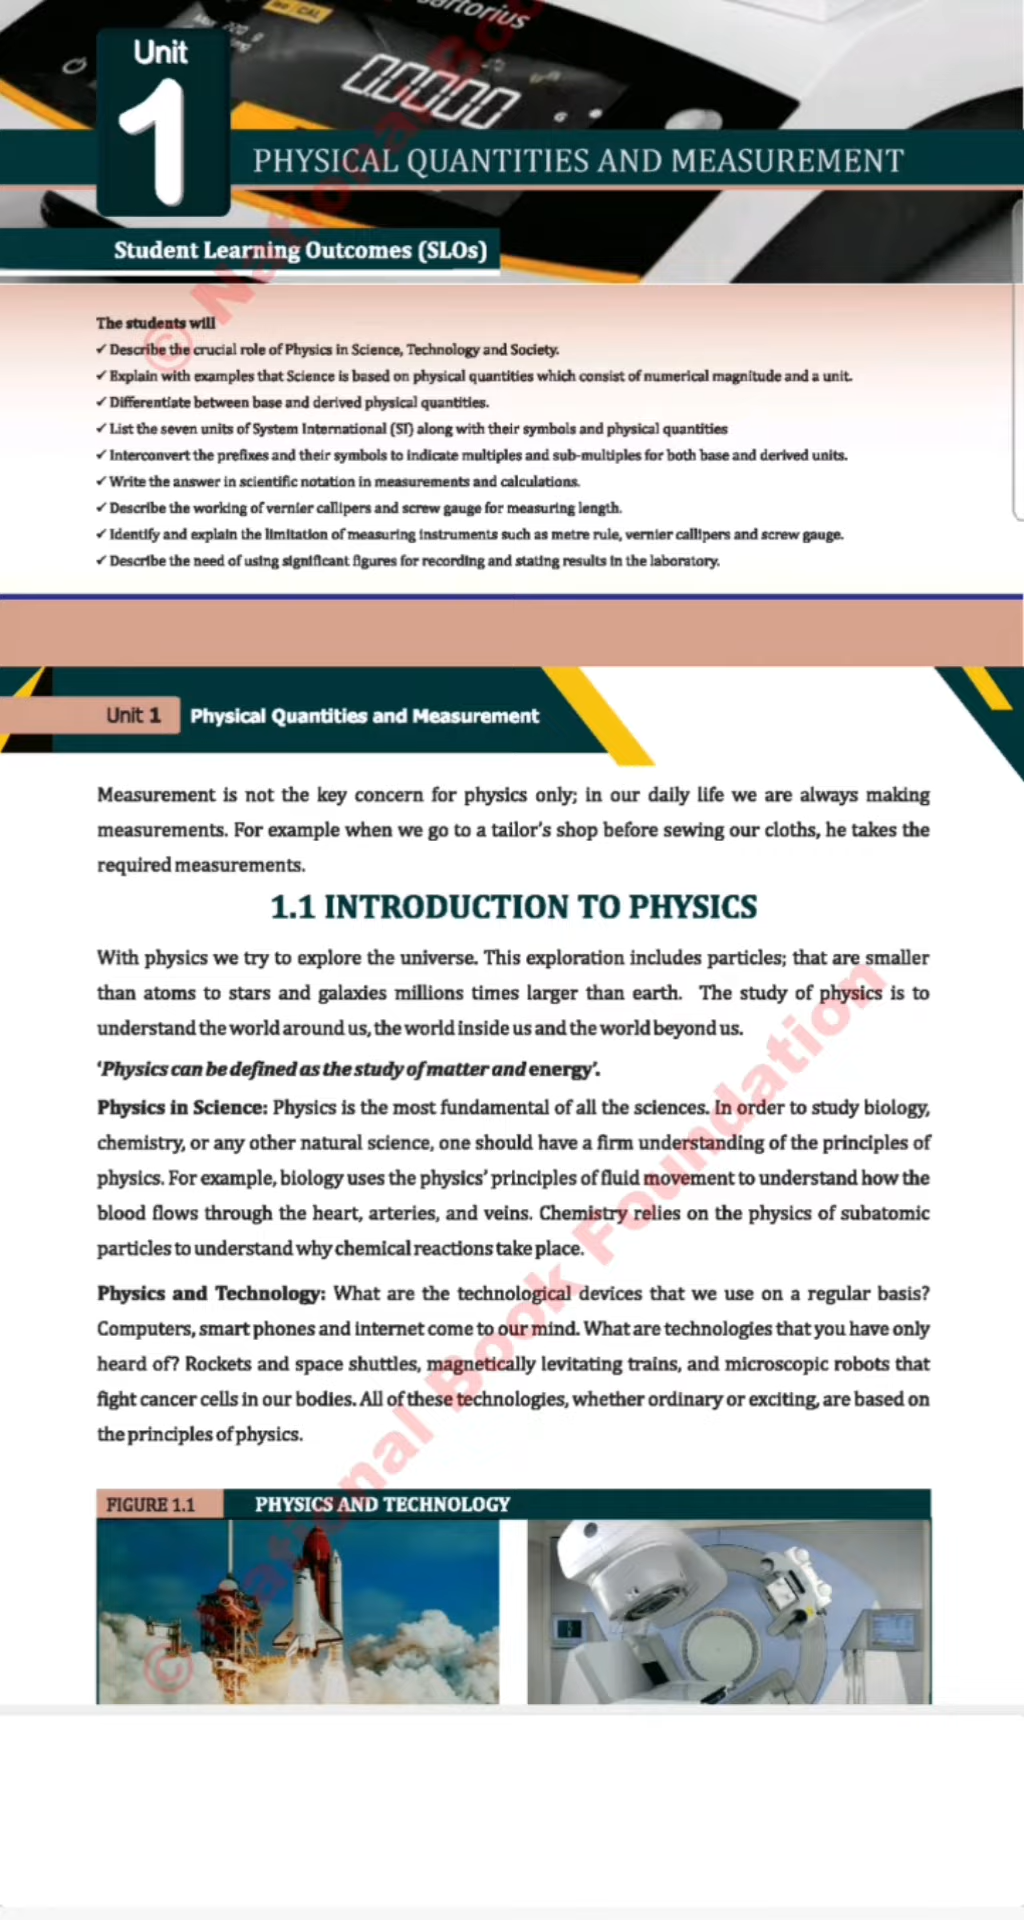 sartorius
Max 220 g
CAL
0.0000
Unit
1
PHYSICAL QUANTITIES AND MEASUREMENT
Student Learning Outcomes (SLOs)
The students will
✓ Describe the crucial role of Physics in Science, Technology and Society.
✓ Explain with examples that Science is based on physical quantities which consist of numerical magnitude and a unit.
✓ Differentiate between base and derived physical quantities.
✓ List the seven units of System International (SI) along with their symbols and physical quantities
✓ Interconvert the prefixes and their symbols to indicate multiples and sub-multiples for both base and derived units.
✓ Write the answer in scientific notation in measurements and calculations.
✓ Describe the working of vernier callipers and screw gauge for measuring length.
✓ Identify and explain the limitation of measuring instruments such as metre rule, vernier callipers and screw gauge.
✓ Describe the need of using significant figures for recording and stating results in the laboratory.
Unit 1 Physical Quantities and Measurement
Measurement is not the key concern for physics only; in our daily life we are always making
measurements. For example when we go to a tailor's shop before sewing our cloths, he takes the
required measurements.
1.1 INTRODUCTION TO PHYSICS
With physics we try to explore the universe. This exploration includes particles; that are smaller
than atoms to stars and galaxies millions times larger than earth. The study of physics is to
understand the world around us, the world inside us and the world beyond us.
'Physics can be defined as the study of matter and energy'.
Physics in Science: Physics is the most fundamental of all the sciences. In order to study biology,
chemistry, or any other natural science, one should have a firm understanding of the principles of
physics. For example, biology uses the physics' principles of fluid movement to understand how the
blood flows through the heart, arteries, and veins. Chemistry relies on the physics of subatomic
particles to understand why chemical reactions take place.
Physics and Technology: What are the technological devices that we use on a regular basis?
Computers, smart phones and internet come to our mind. What are technologies that you have only
heard of? Rockets and space shuttles, magnetically levitating trains, and microscopic robots that
fight cancer cells in our bodies. All of these technologies, whether ordinary or exciting, are based on
the principles of physics.
FIGURE 1.1 PHYSICS AND TECHNOLOGY
© National Book Foundation